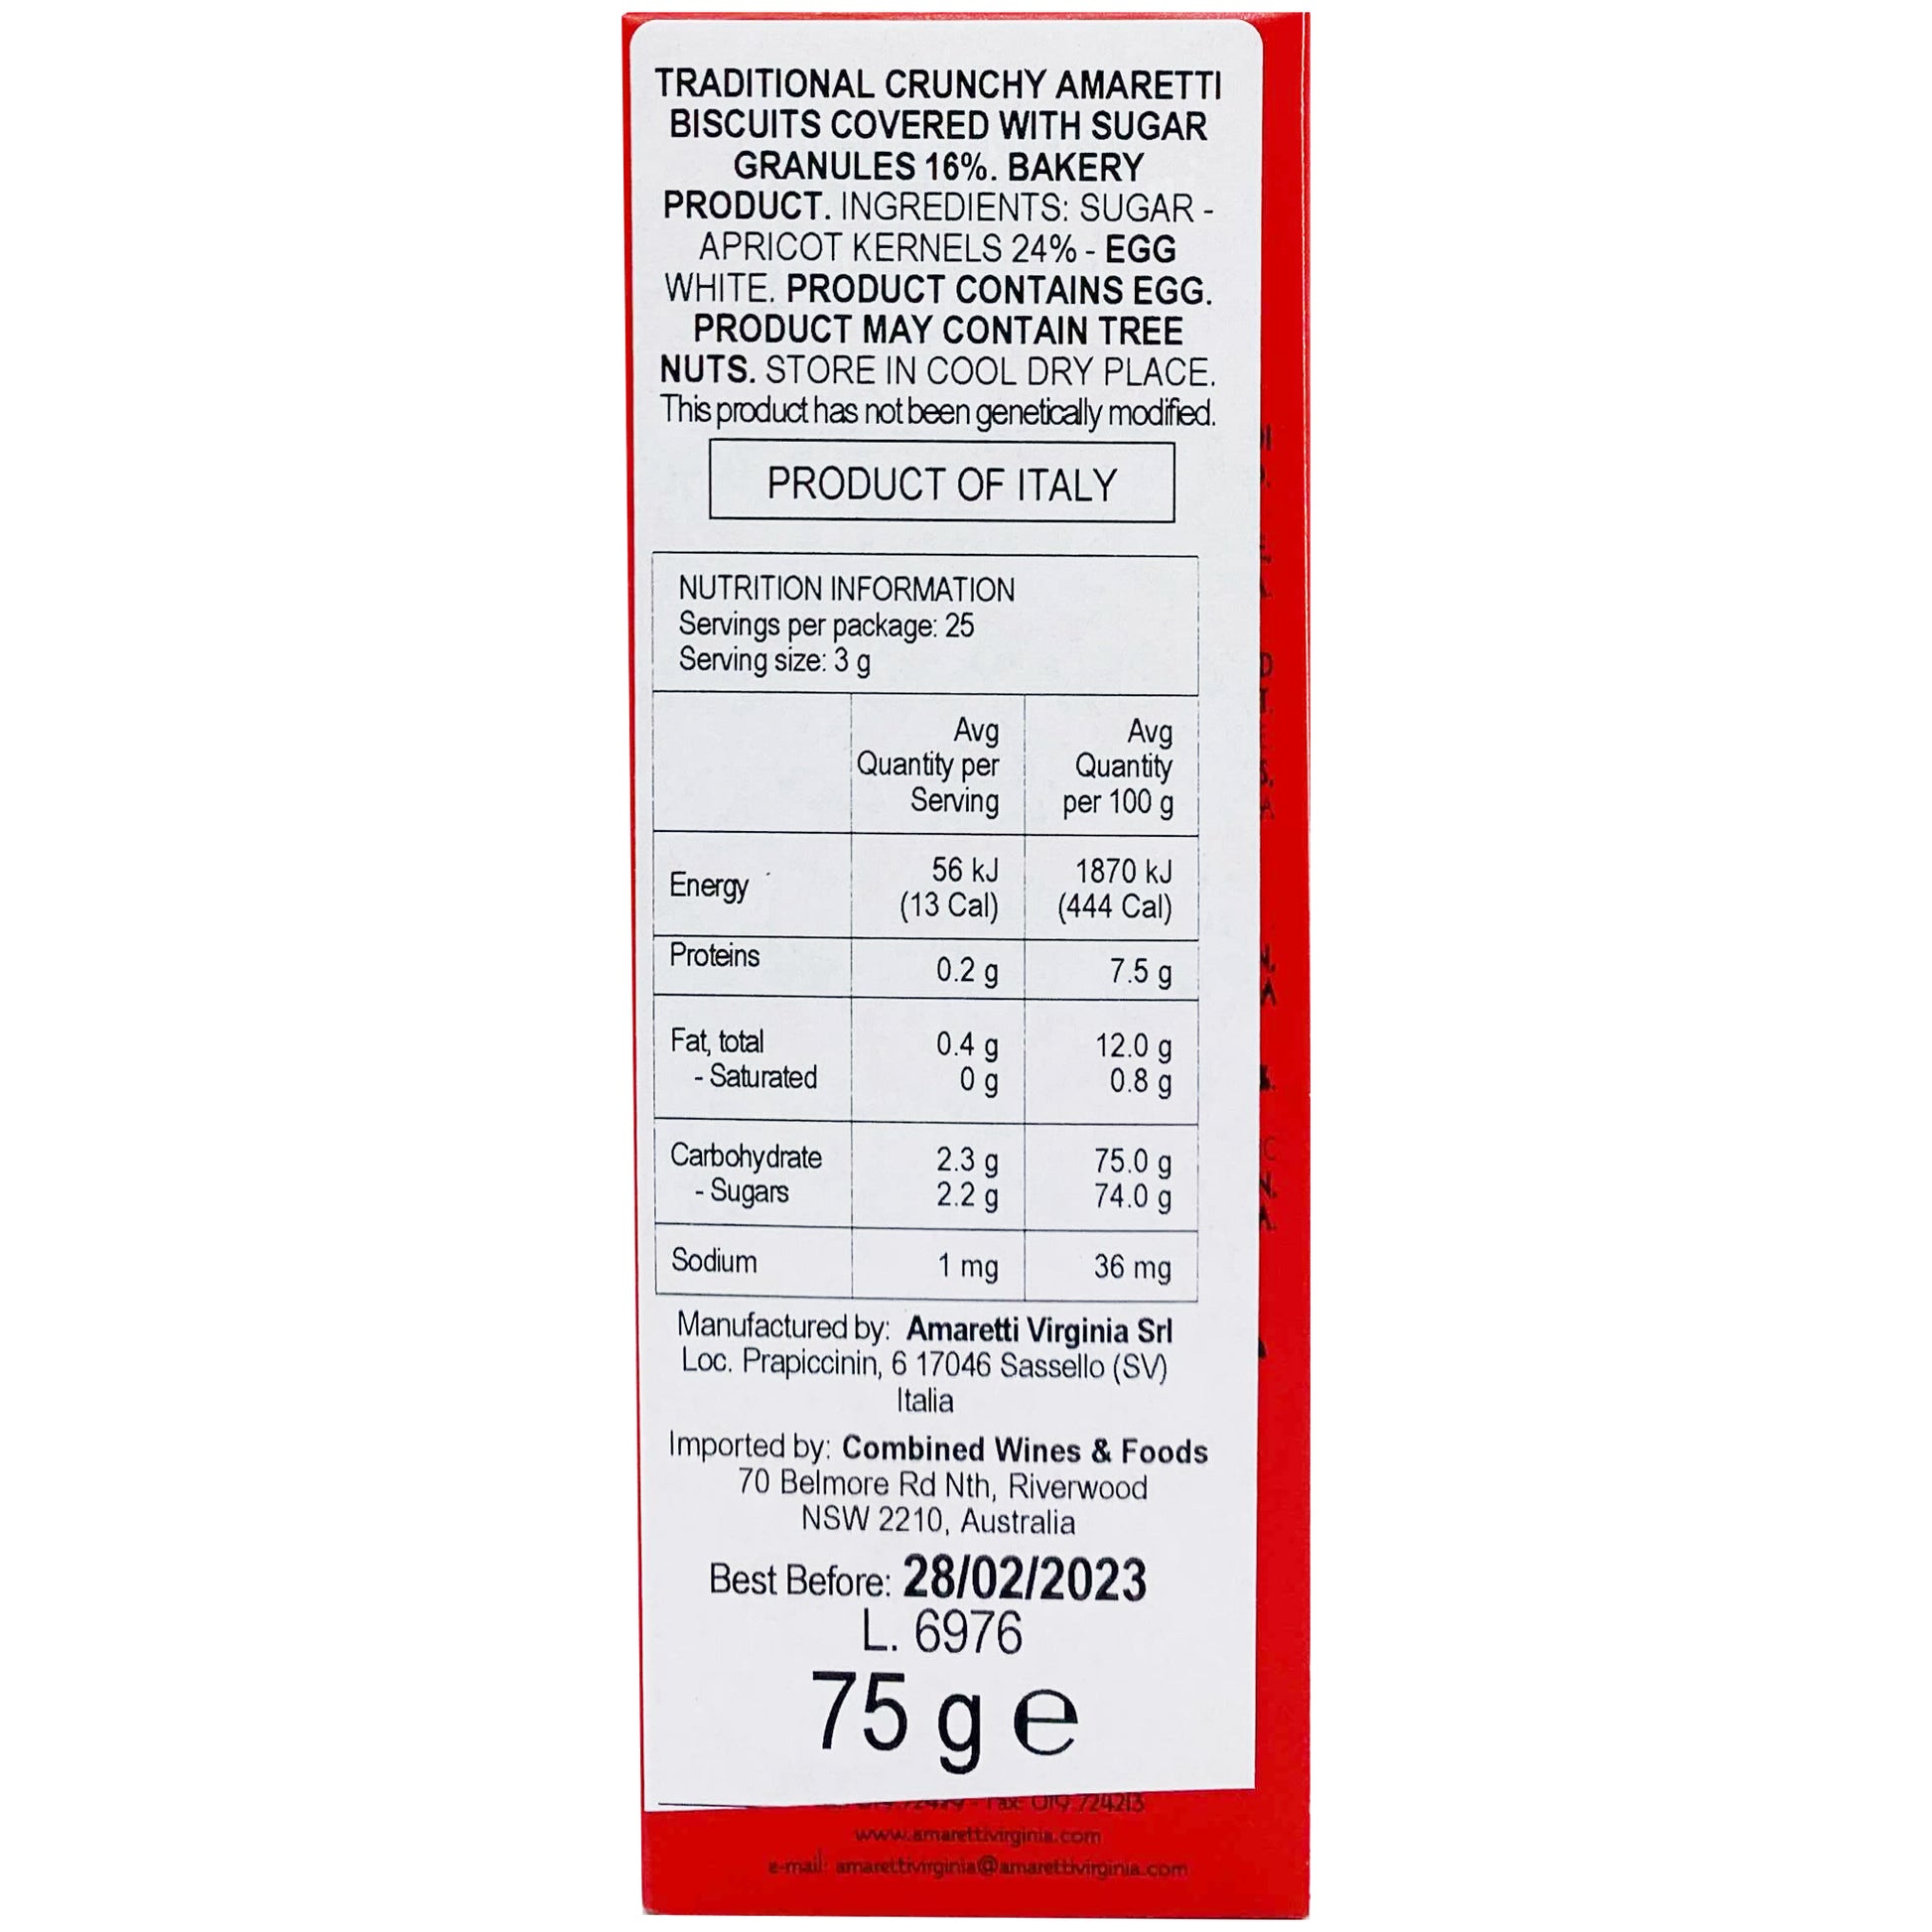 TRADITIONAL CRUNCHY AMARETTI
BISCUITS COVERED WITH SUGAR
GRANULES 16%. BAKERY
PRODUCT. INGREDIENTS: SUGAR -
APRICOT KERNELS 24% - EGG
WHITE. PRODUCT CONTAINS EGG.
PRODUCT MAY CONTAIN TREE
NUTS. STORE IN COOL DRY PLACE.
This product has not been genetically modified.
PRODUCT OF ITALY
NUTRITION INFORMATION
Servings per package: 25
Serving size: 3 g
Avg Quantity per Serving
Avg Quantity per 100 g
Energy 56 kJ (13 Cal) 1870 kJ (444 Cal)
Proteins 0.2 g 7.5 g
Fat, total 0.4 g 12.0 g
- Saturated 0 g 0.8 g
Carbohydrate 2.3 g 75.0 g
- Sugars 2.2 g 74.0 g
Sodium 1 mg 36 mg
Manufactured by: Amaretti Virginia Srl
Loc. Prapiccinin, 6 17046 Sassello (SV)
Italia
Imported by: Combined Wines & Foods
70 Belmore Rd Nth, Riverwood
NSW 2210, Australia
Best Before: 28/02/2023
L. 6976
75 g e
Fax: 019.724213
www.amarettivirginia.com
e-mail: amarettivirginia@amarettivirginia.com